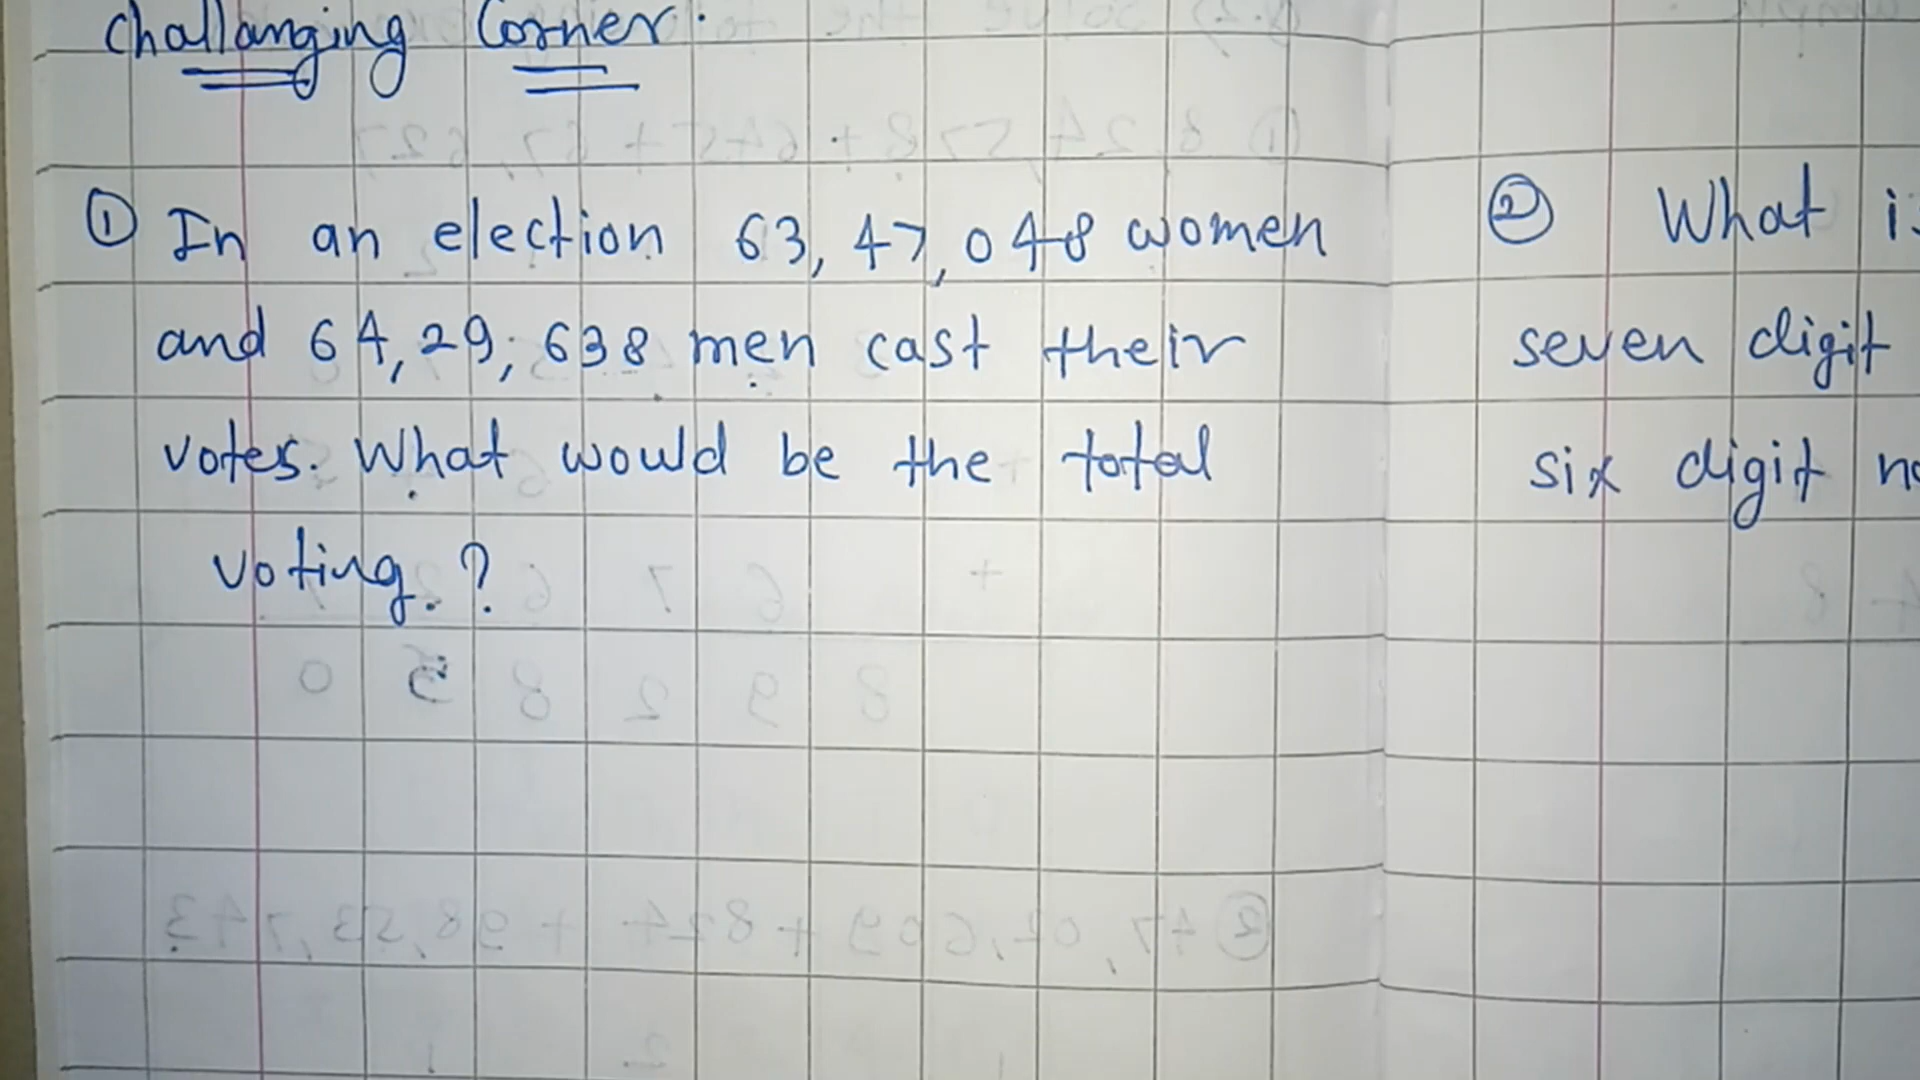 Challanging Corner.
① In an election 63,47,048 women
and 64,29,638 men cast their
votes. What would be the total
voting.?
② What is
seven digit
six digit